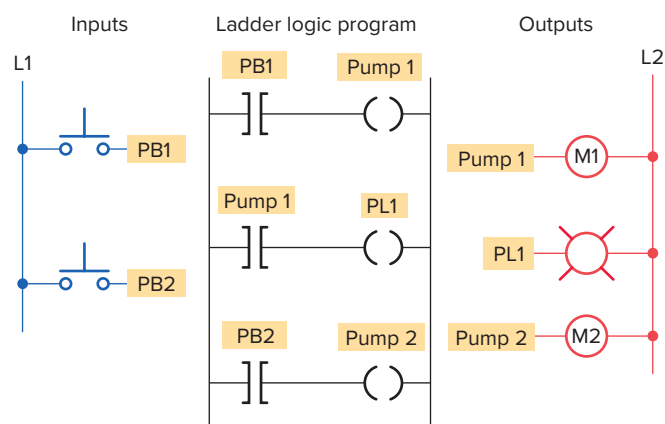 Inputs
Ladder logic program
Outputs
L1
L2
PB1
Pump 1
PB1
Pump 1
M1
Pump 1
PL1
PL1
PB2
PB2
Pump 2
Pump 2
M2